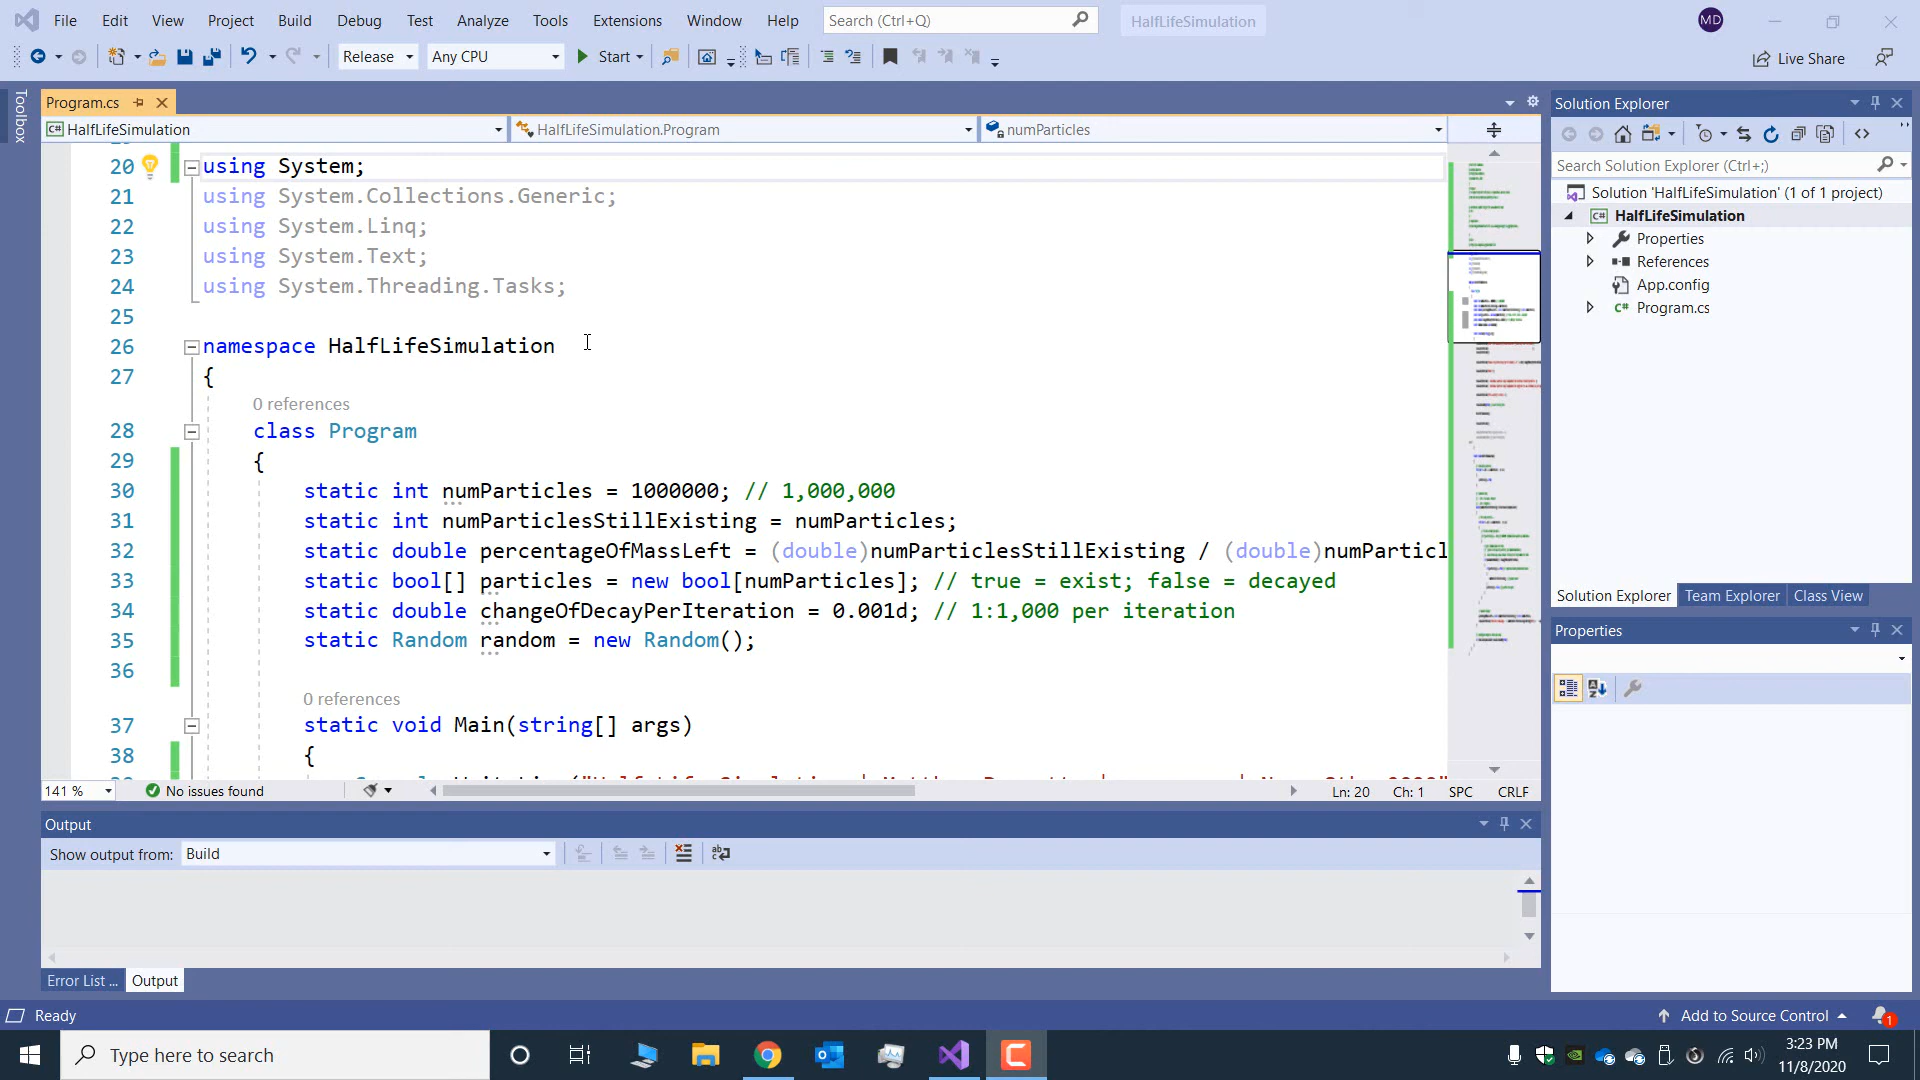 File Edit View Project Build Debug Test Analyze Tools Extensions Window Help Search (Ctrl+Q) HalfLifeSimulation MD
Release Any CPU Start Live Share
Toolbox
Program.cs
HalfLifeSimulation HalfLifeSimulation.Program numParticles
20 using System;
21 using System.Collections.Generic;
22 using System.Linq;
23 using System.Text;
24 using System.Threading.Tasks;
25
26 namespace HalfLifeSimulation
27 {
0 references
28 class Program
29 {
30 static int numParticles = 1000000; // 1,000,000
31 static int numParticlesStillExisting = numParticles;
32 static double percentageOfMassLeft = (double)numParticlesStillExisting / (double)numParticl
33 static bool[] particles = new bool[numParticles]; // true = exist; false = decayed
34 static double changeOfDecayPerIteration = 0.001d; // 1:1,000 per iteration
35 static Random random = new Random();
36
0 references
37 static void Main(string[] args)
38 {
141 % No issues found Ln: 20 Ch: 1 SPC CRLF
Output
Show output from: Build
Error List ... Output
Solution Explorer
Search Solution Explorer (Ctrl+;)
Solution 'HalfLifeSimulation' (1 of 1 project)
C# HalfLifeSimulation
Properties
References
App.config
C# Program.cs
Solution Explorer Team Explorer Class View
Properties
Ready Add to Source Control 1
Type here to search
3:23 PM
11/8/2020